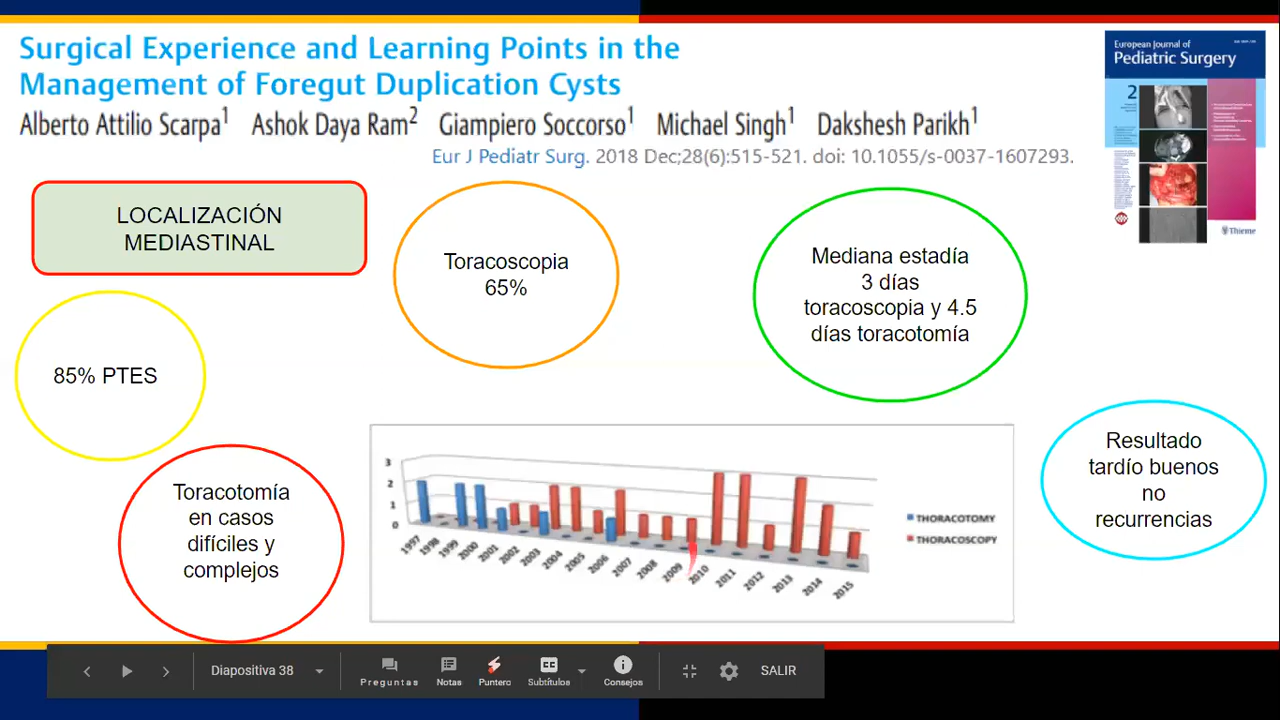 Surgical Experience and Learning Points in the
Management of Foregut Duplication Cysts
Alberto Attilio Scarpa1 Ashok Daya Ram2 Giampiero Soccorso1 Michael Singh1 Dakshesh Parikh1
Eur J Pediatr Surg. 2018 Dec;28(6):515-521. doi: 10.1055/s-0037-1607293.
European Journal of
Pediatric Surgery
2
Thieme
LOCALIZACIÓN
MEDIASTINAL
Toracoscopia
65%
Mediana estadía
3 días
toracoscopia y 4.5
días toracotomía
85% PTES
Toracotomía
en casos
difíciles y
complejos
Resultado
tardío buenos
no
recurrencias
3
2
1
0
1997
1998
1999
2000
2001
2002
2003
2004
2005
2006
2007
2008
2009
2010
2011
2012
2013
2014
2015
THORACOTOMY
THORACOSCOPY
Diapositiva 38
Preguntas
Notas
Puntero
CC
Subtítulos
Consejos
SALIR